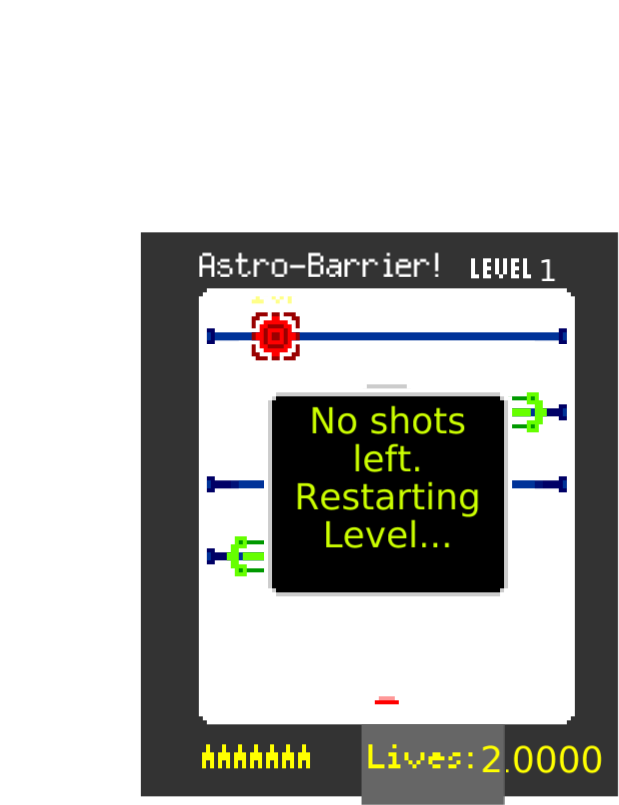 Astro-Barrier! LEVEL 1
No shots
left.
Restarting
Level...
Lives:2.0000